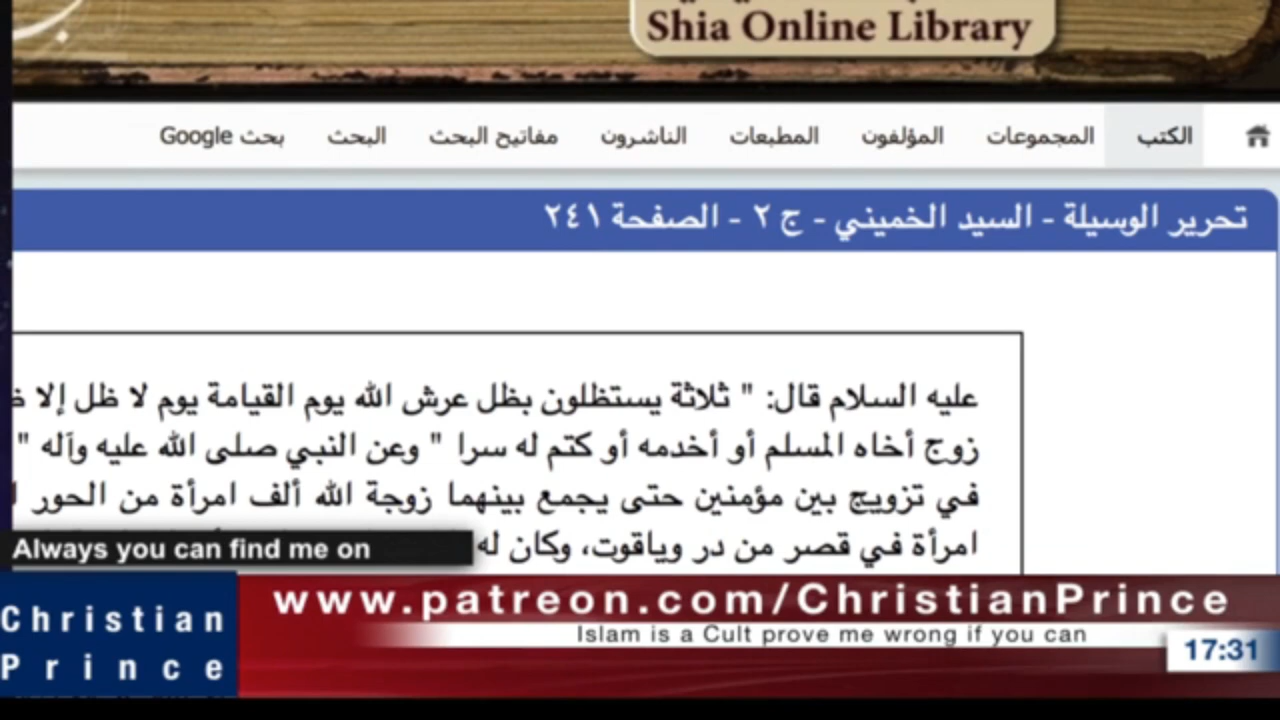 Shia Online Library
الكتب المجموعات المؤلفون المطبعات الناشرون مفاتيح البحث البحث بحث Google
تحرير الوسيلة - السيد الخميني - ج ٢ - الصفحة ٢٤١
عليه السلام قال: " ثلاثة يستظلون بظل عرش الله يوم القيامة يوم لا ظل إلا
زوج أخاه المسلم أو أخدمه أو كتم له سرا " وعن النبي صلى الله عليه وآله "
في تزويج بين مؤمنين حتى يجمع بينهما زوجة الله ألف امرأة من الحور
امرأة في قصر من در وياقوت، وكان له
Always you can find me on
www.patreon.com/ChristianPrince
Islam is a Cult prove me wrong if you can
Christian
Prince
17:31